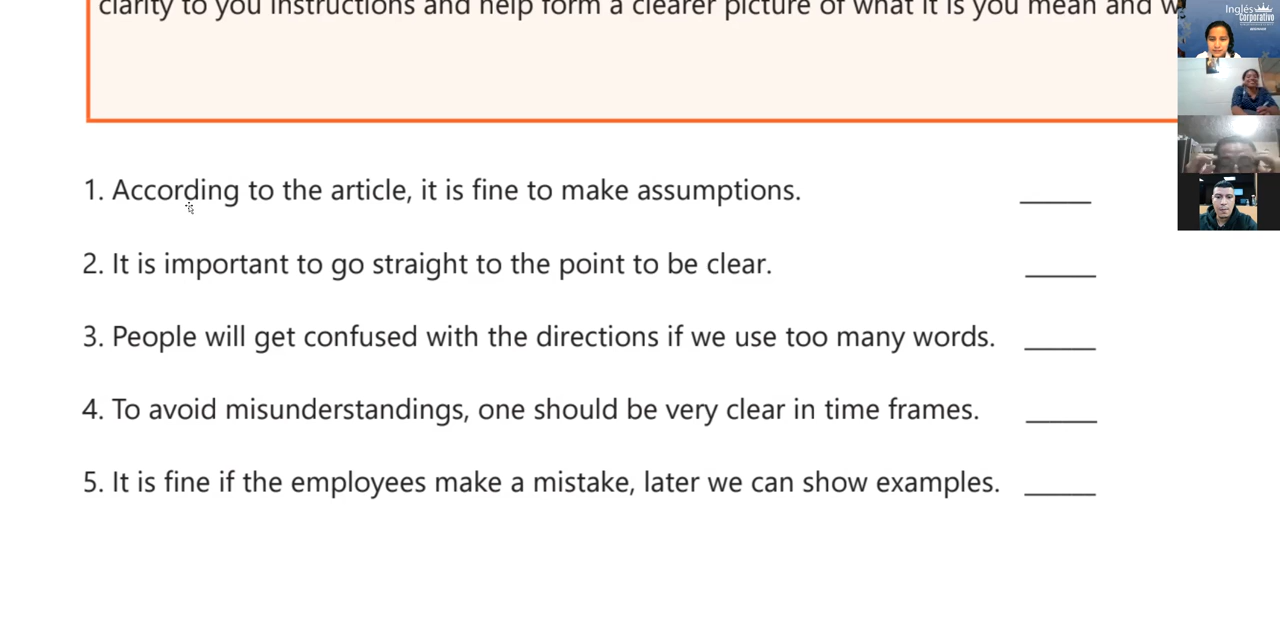 clarity to you instructions and help form a clearer picture of what it is you mean and w
Inglés
Corporativo
1. According to the article, it is fine to make assumptions. _____
2. It is important to go straight to the point to be clear. _____
3. People will get confused with the directions if we use too many words. _____
4. To avoid misunderstandings, one should be very clear in time frames. _____
5. It is fine if the employees make a mistake, later we can show examples. _____